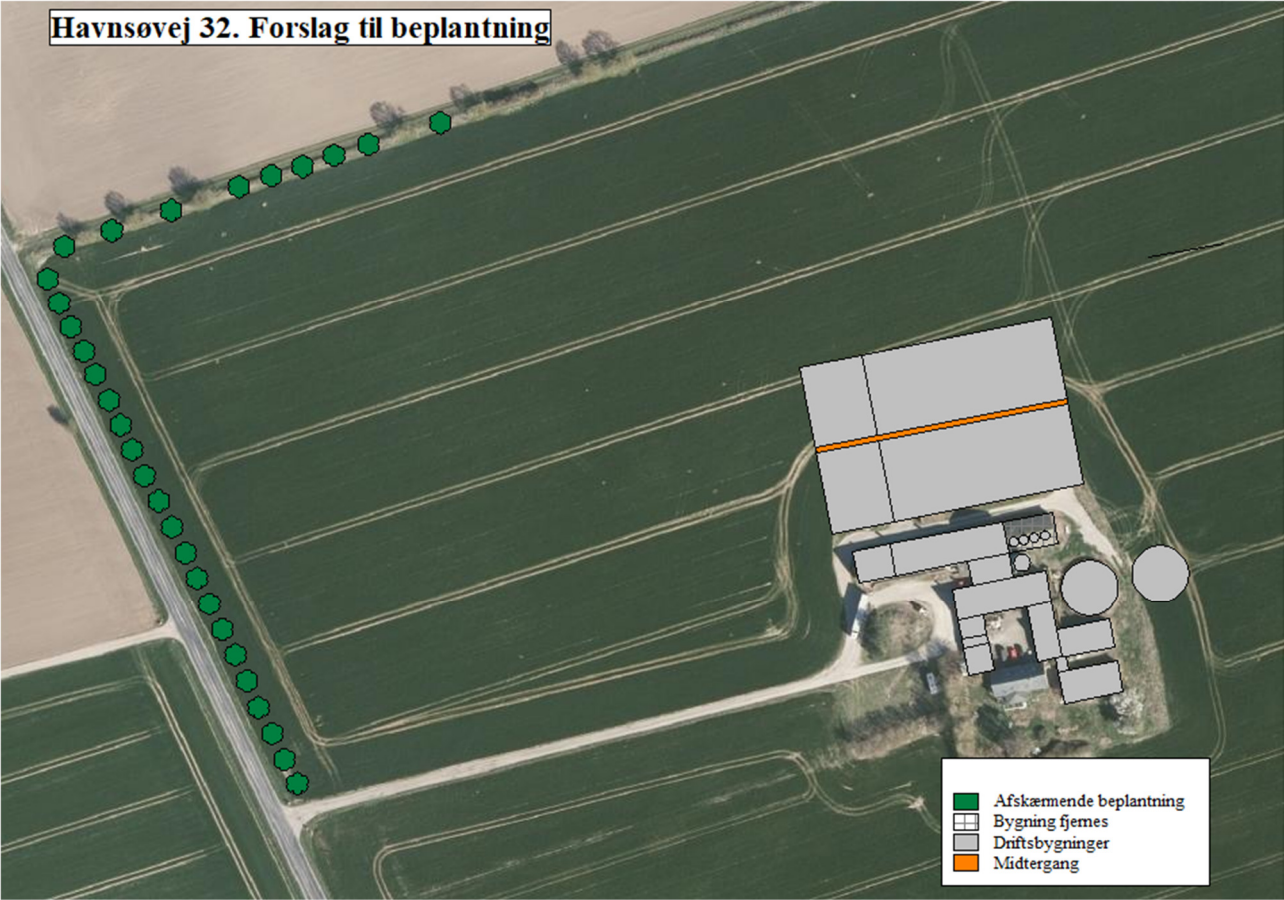 Havnsøvej 32. Forslag til beplantning
Afskærmende beplantning
Bygning fjernes
Driftsbygninger
Midtergang